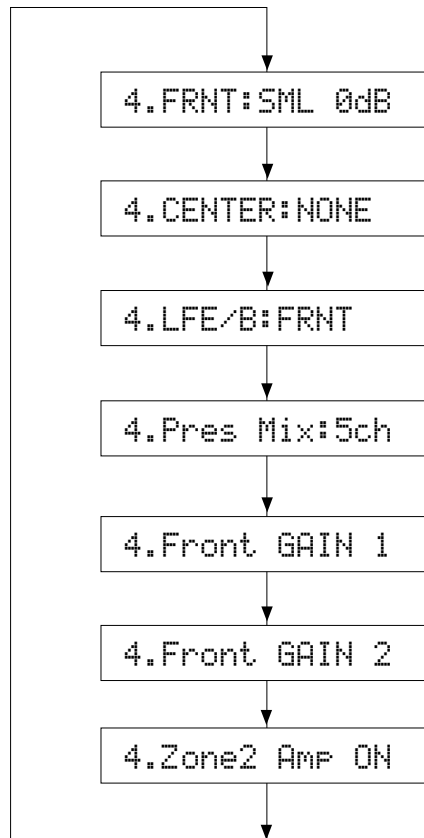 4.FRNT:SML 0dB
4.CENTER:NONE
4.LFE/B:FRNT
4.Pres Mix:5ch
4.Front GAIN 1
4.Front GAIN 2
4.Zone2 Amp ON